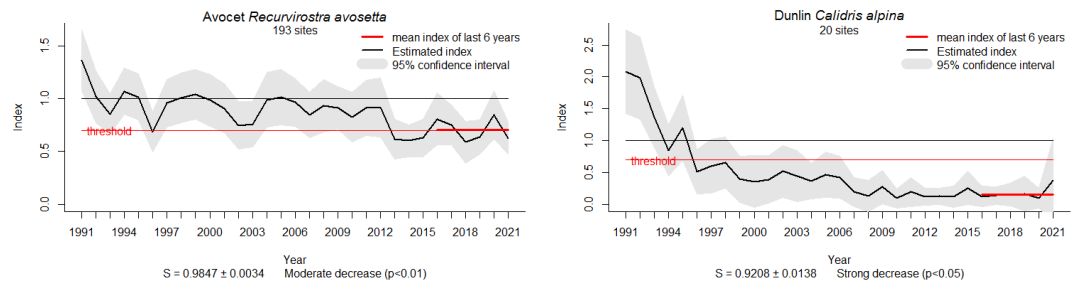 Avocet Recurvirostra avosetta
193 sites
mean index of last 6 years
Estimated index
95% confidence interval
threshold
Index
0.0 0.5 1.0 1.5
1991 1994 1997 2000 2003 2006 2009 2012 2015 2018 2021
Year
S = 0.9847 ± 0.0034 Moderate decrease (p<0.01)
Dunlin Calidris alpina
20 sites
mean index of last 6 years
Estimated index
95% confidence interval
threshold
Index
0.0 0.5 1.0 1.5 2.0 2.5
1991 1994 1997 2000 2003 2006 2009 2012 2015 2018 2021
Year
S = 0.9208 ± 0.0138 Strong decrease (p<0.05)